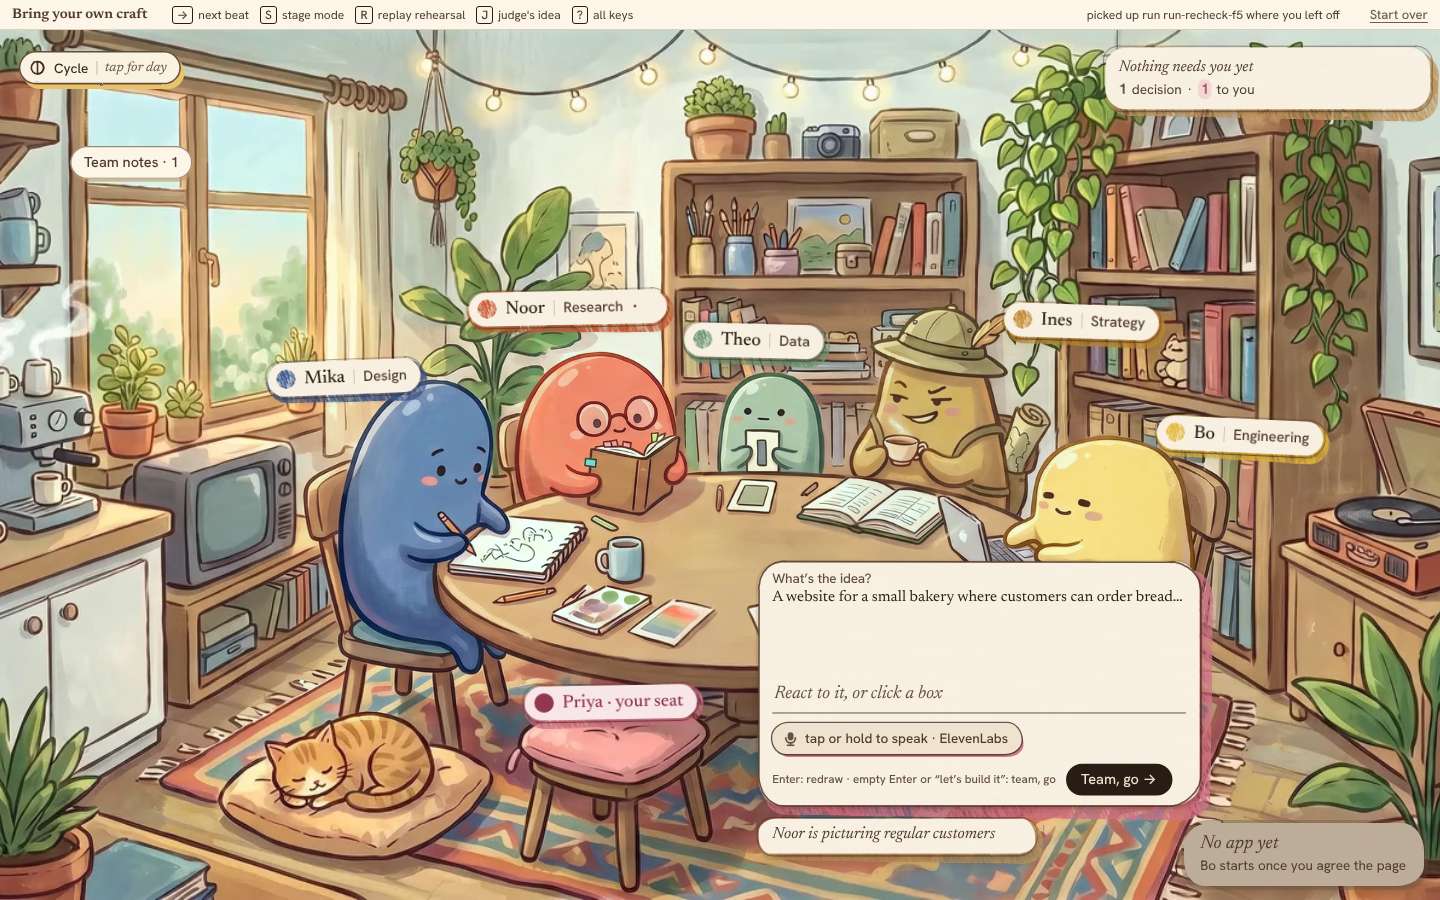 Bring your own craft
→ next beat
S stage mode
R replay rehearsal
J judge's idea
? all keys
picked up run run-recheck-f5 where you left off
Start over
Cycle | tap for day
Nothing needs you yet
1 decision · 1 to you
Team notes · 1
Noor | Research ·
Ines | Strategy
Theo | Data
Mika | Design
Bo | Engineering
What's the idea?
A website for a small bakery where customers can order bread...
React to it, or click a box
Priya · your seat
tap or hold to speak · ElevenLabs
Enter: redraw · empty Enter or “let's build it”: team, go
Team, go →
Noor is picturing regular customers
No app yet
Bo starts once you agree the page